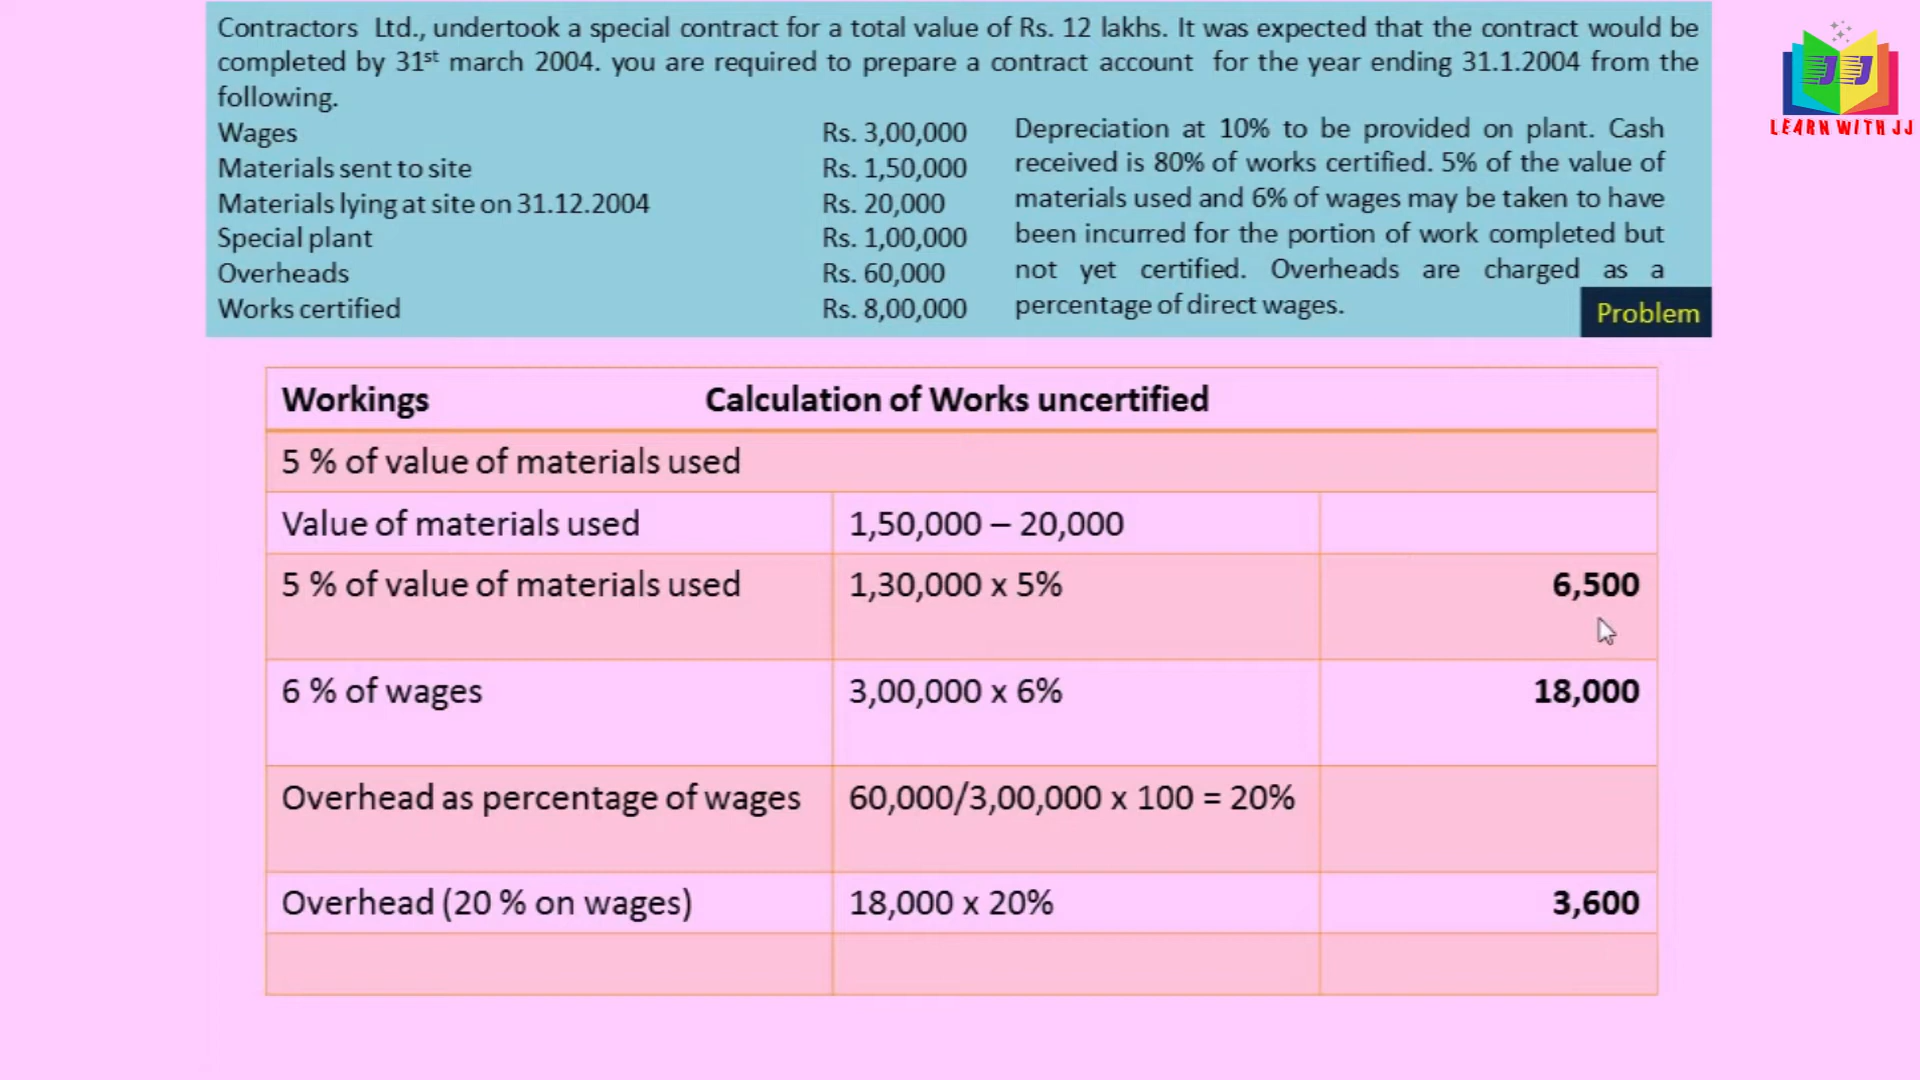 Contractors Ltd., undertook a special contract for a total value of Rs. 12 lakhs. It was expected that the contract would be
completed by 31st march 2004. you are required to prepare a contract account for the year ending 31.1.2004 from the
following.
Wages Rs. 3,00,000
Materials sent to site Rs. 1,50,000
Materials lying at site on 31.12.2004 Rs. 20,000
Special plant Rs. 1,00,000
Overheads Rs. 60,000
Works certified Rs. 8,00,000
Depreciation at 10% to be provided on plant. Cash
received is 80% of works certified. 5% of the value of
materials used and 6% of wages may be taken to have
been incurred for the portion of work completed but
not yet certified. Overheads are charged as a
percentage of direct wages.
Problem
JJ
LEARN WITH JJ
Workings Calculation of Works uncertified
5 % of value of materials used
Value of materials used 1,50,000 – 20,000
5 % of value of materials used 1,30,000 x 5% 6,500
6 % of wages 3,00,000 x 6% 18,000
Overhead as percentage of wages 60,000/3,00,000 x 100 = 20%
Overhead (20 % on wages) 18,000 x 20% 3,600